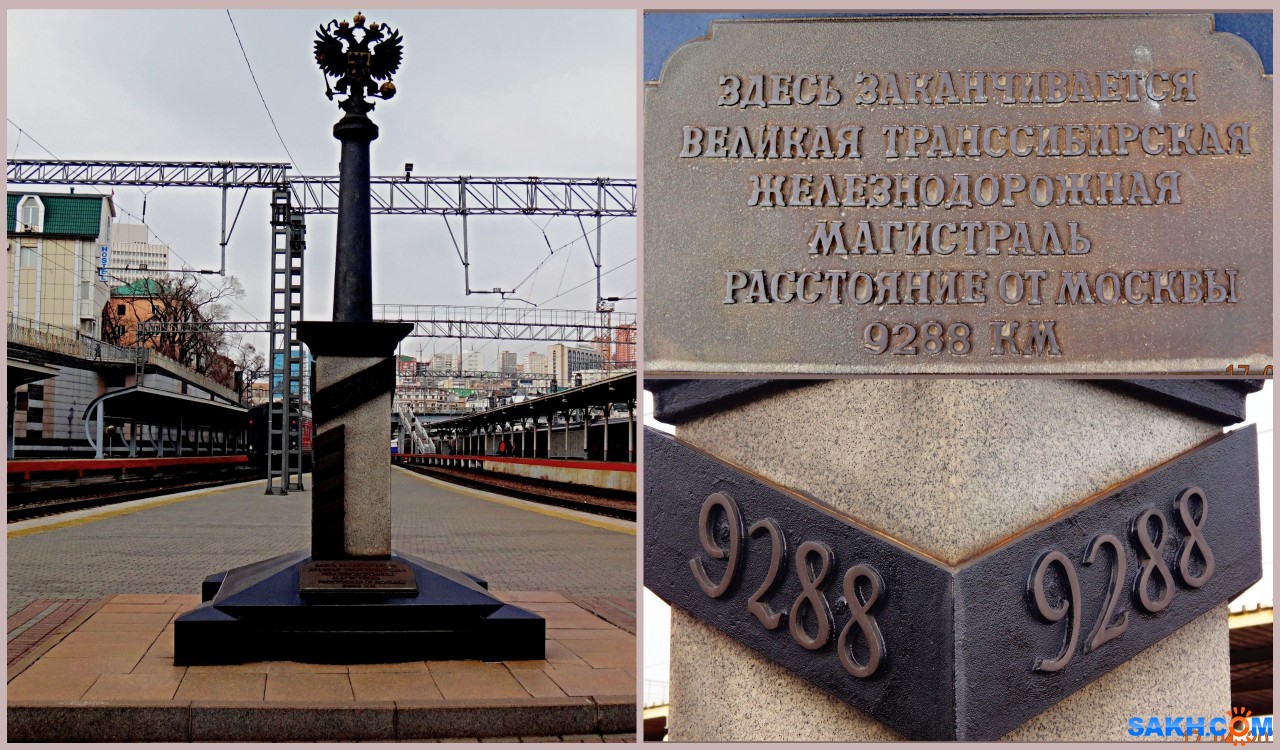 HOSTEL
ЗДЕСЬ ЗАКАНЧИВАЕТСЯ
ВЕЛИКАЯ ТРАНССИБИРСКАЯ
ЖЕЛЕЗНОДОРОЖНАЯ
МАГИСТРАЛЬ
РАССТОЯНИЕ ОТ МОСКВЫ
9288 КМ
9288
9288
SAKH.COM